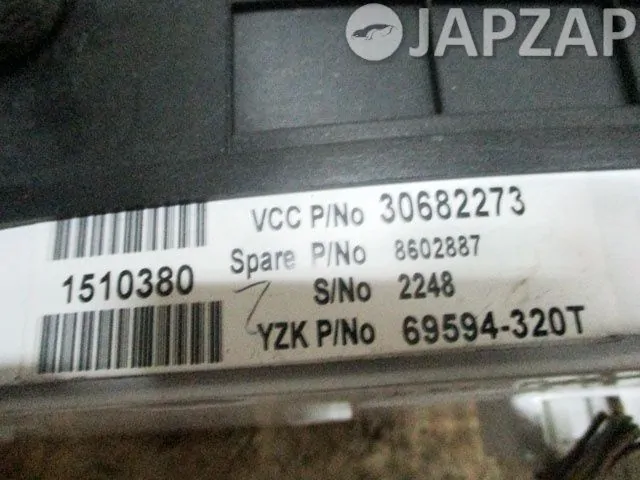 JAPZAP
VCC P/No 30682273
Spare P/No 8602887
1510380
S/No 2248
YZK P/No 69594-320T